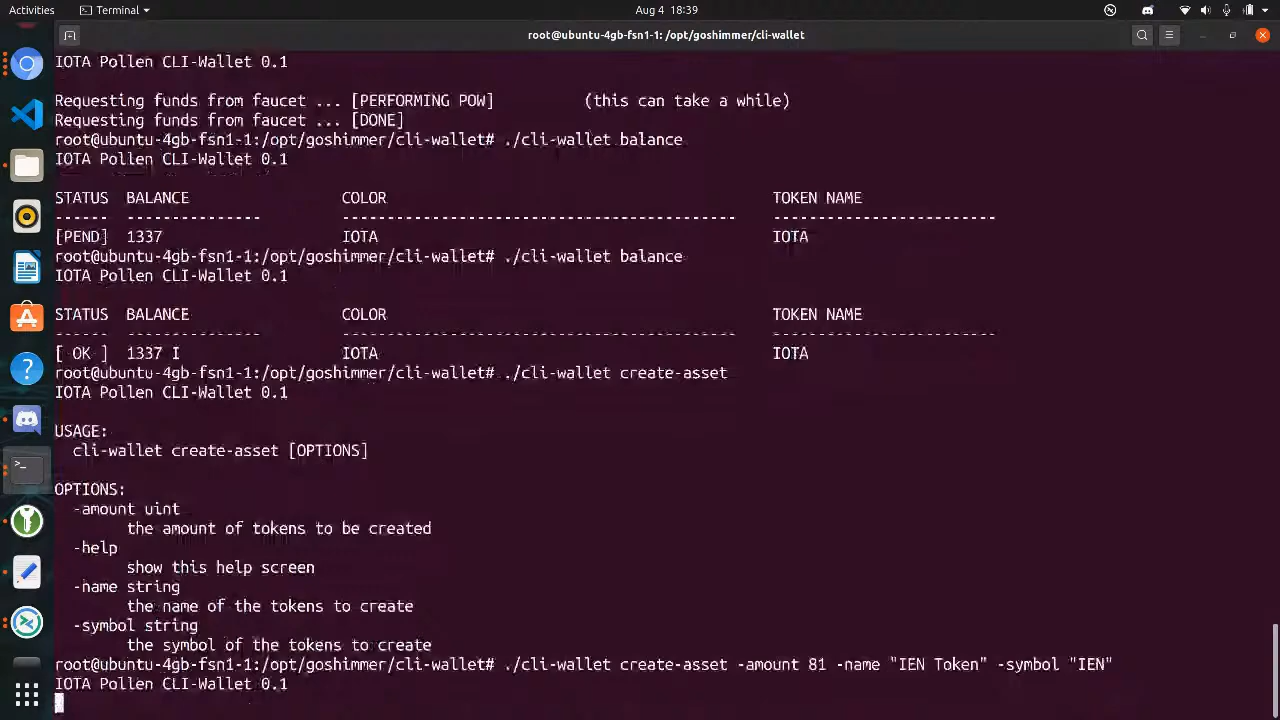 Activities Terminal Aug 4 18:39
root@ubuntu-4gb-fsn1-1: /opt/goshimmer/cli-wallet
IOTA Pollen CLI-Wallet 0.1
Requesting funds from faucet ... [PERFORMING POW] (this can take a while)
Requesting funds from faucet ... [DONE]
root@ubuntu-4gb-fsn1-1:/opt/goshimmer/cli-wallet# ./cli-wallet balance
IOTA Pollen CLI-Wallet 0.1
STATUS BALANCE COLOR TOKEN NAME
------ --------------- -------------------------------------------- -------------------------
[PEND] 1337 IOTA IOTA
root@ubuntu-4gb-fsn1-1:/opt/goshimmer/cli-wallet# ./cli-wallet balance
IOTA Pollen CLI-Wallet 0.1
STATUS BALANCE COLOR TOKEN NAME
------ --------------- -------------------------------------------- -------------------------
[ OK ] 1337 I IOTA IOTA
root@ubuntu-4gb-fsn1-1:/opt/goshimmer/cli-wallet# ./cli-wallet create-asset
IOTA Pollen CLI-Wallet 0.1
USAGE:
cli-wallet create-asset [OPTIONS]
OPTIONS:
-amount uint
the amount of tokens to be created
-help
show this help screen
-name string
the name of the tokens to create
-symbol string
the symbol of the tokens to create
root@ubuntu-4gb-fsn1-1:/opt/goshimmer/cli-wallet# ./cli-wallet create-asset -amount 81 -name "IEN Token" -symbol "IEN"
IOTA Pollen CLI-Wallet 0.1